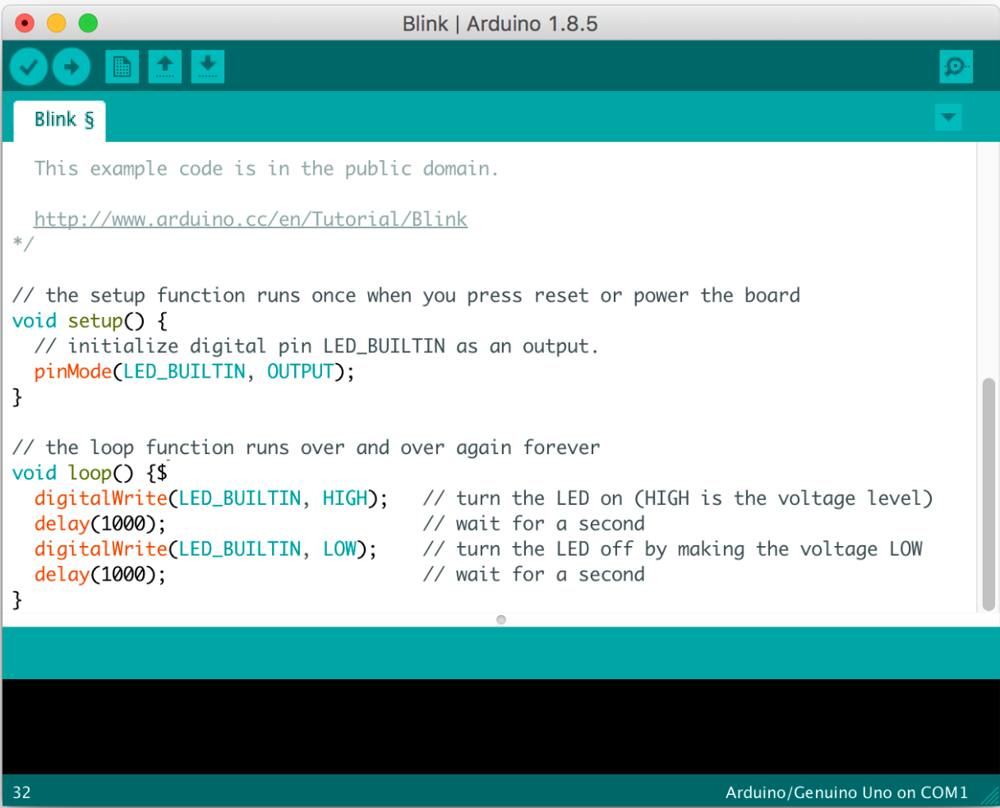 Blink | Arduino 1.8.5
Blink §
This example code is in the public domain.
http://www.arduino.cc/en/Tutorial/Blink
*/
// the setup function runs once when you press reset or power the board
void setup() {
  // initialize digital pin LED_BUILTIN as an output.
  pinMode(LED_BUILTIN, OUTPUT);
}
// the loop function runs over and over again forever
void loop() {$
  digitalWrite(LED_BUILTIN, HIGH);   // turn the LED on (HIGH is the voltage level)
  delay(1000);                       // wait for a second
  digitalWrite(LED_BUILTIN, LOW);    // turn the LED off by making the voltage LOW
  delay(1000);                       // wait for a second
}
32 Arduino/Genuino Uno on COM1